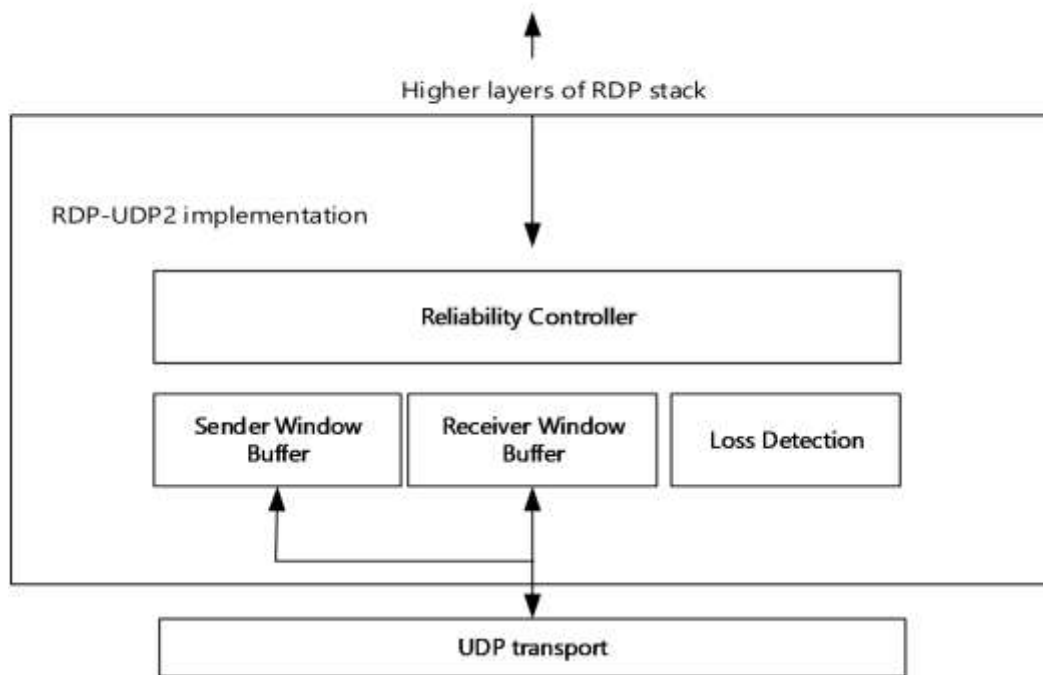 Higher layers of RDP stack
RDP-UDP2 implementation
Reliability Controller
Sender Window
Buffer
Receiver Window
Buffer
Loss Detection
UDP transport